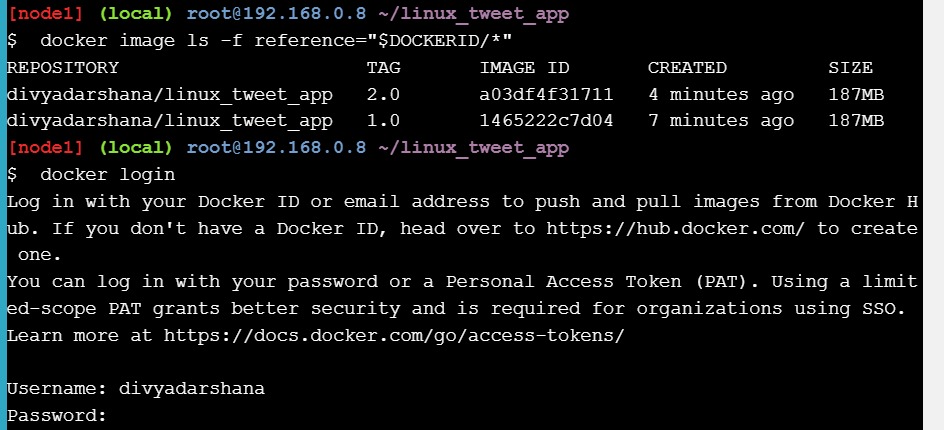 [node1] (local) root@192.168.0.8 ~/linux_tweet_app
$  docker image ls -f reference="$DOCKERID/*"
REPOSITORY                      TAG       IMAGE ID       CREATED         SIZE
divyadarshana/linux_tweet_app   2.0       a03df4f31711   4 minutes ago   187MB
divyadarshana/linux_tweet_app   1.0       1465222c7d04   7 minutes ago   187MB
[node1] (local) root@192.168.0.8 ~/linux_tweet_app
$  docker login
Log in with your Docker ID or email address to push and pull images from Docker H
ub. If you don't have a Docker ID, head over to https://hub.docker.com/ to create
 one.
You can log in with your password or a Personal Access Token (PAT). Using a limit
ed-scope PAT grants better security and is required for organizations using SSO.
Learn more at https://docs.docker.com/go/access-tokens/

Username: divyadarshana
Password: